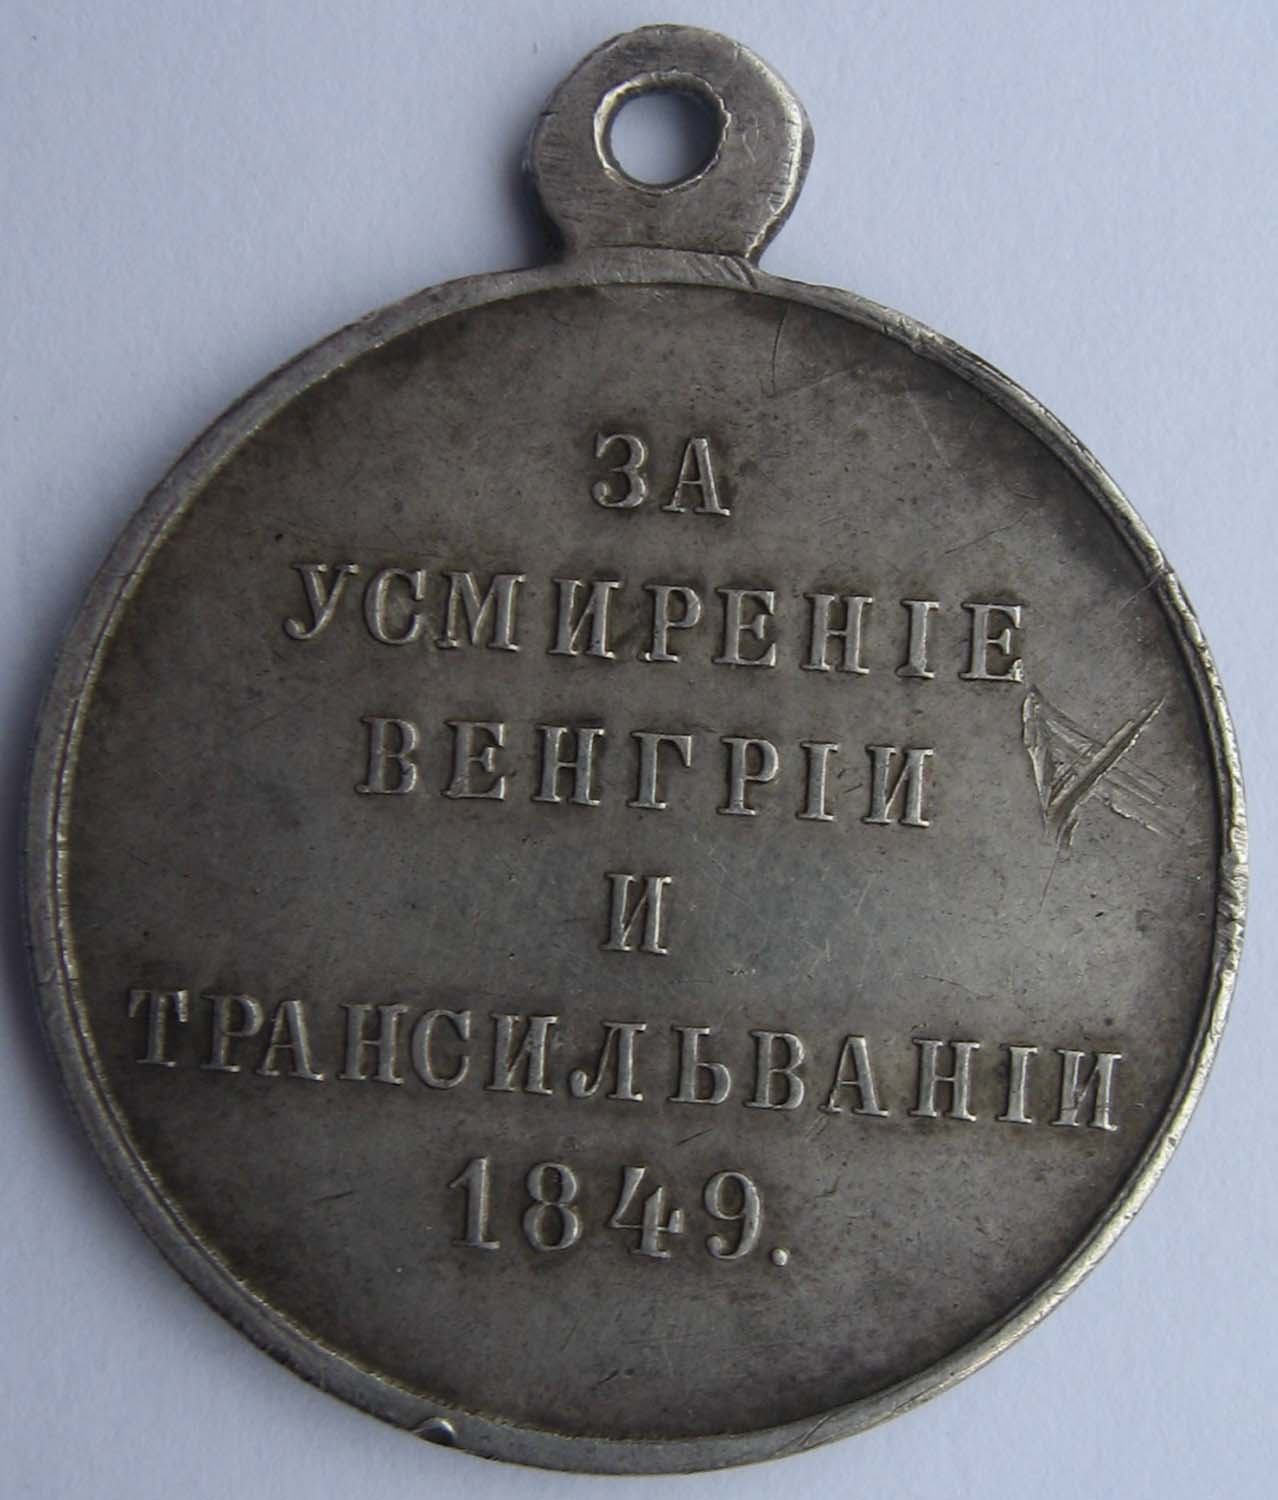 ЗА
УСМИРЕНІЕ
ВЕНГРІИ
И
ТРАНСИЛЬВАНІИ
1849.